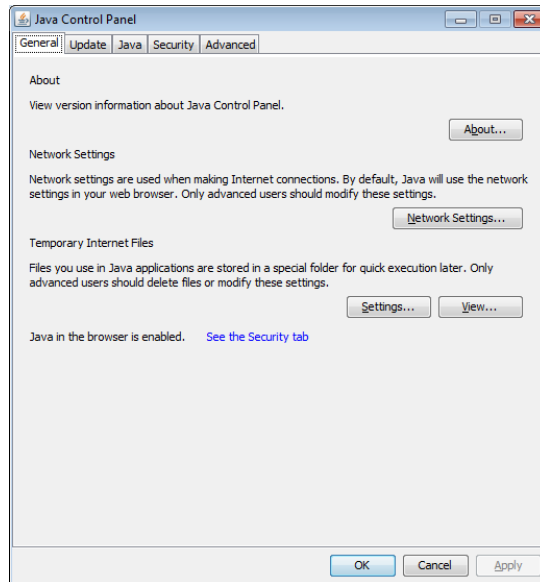 Java Control Panel
General Update Java Security Advanced
About
View version information about Java Control Panel.
About...
Network Settings
Network settings are used when making Internet connections. By default, Java will use the network
settings in your web browser. Only advanced users should modify these settings.
Network Settings...
Temporary Internet Files
Files you use in Java applications are stored in a special folder for quick execution later. Only
advanced users should delete files or modify these settings.
Settings... View...
Java in the browser is enabled. See the Security tab
OK Cancel Apply